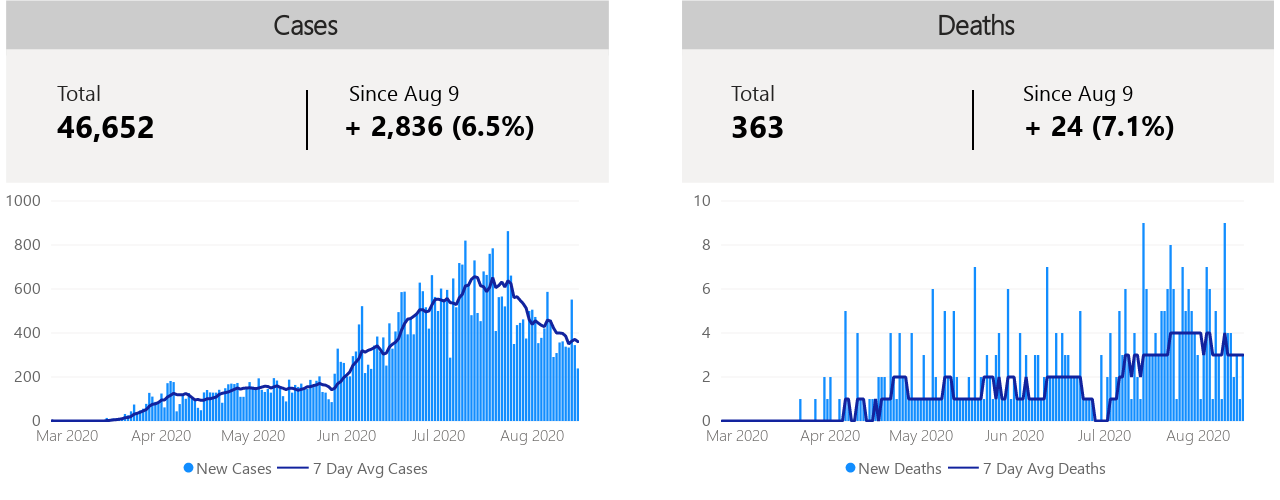 Cases
Total
Since Aug 9
46,652
+ 2,836 (6.5%)
1000
800
600
400
200
0
Mar 2020 Apr 2020 May 2020 Jun 2020 Jul 2020 Aug 2020
New Cases 7 Day Avg Cases
Deaths
Total
Since Aug 9
363
+ 24 (7.1%)
10
8
6
4
2
0
Mar 2020 Apr 2020 May 2020 Jun 2020 Jul 2020 Aug 2020
New Deaths 7 Day Avg Deaths